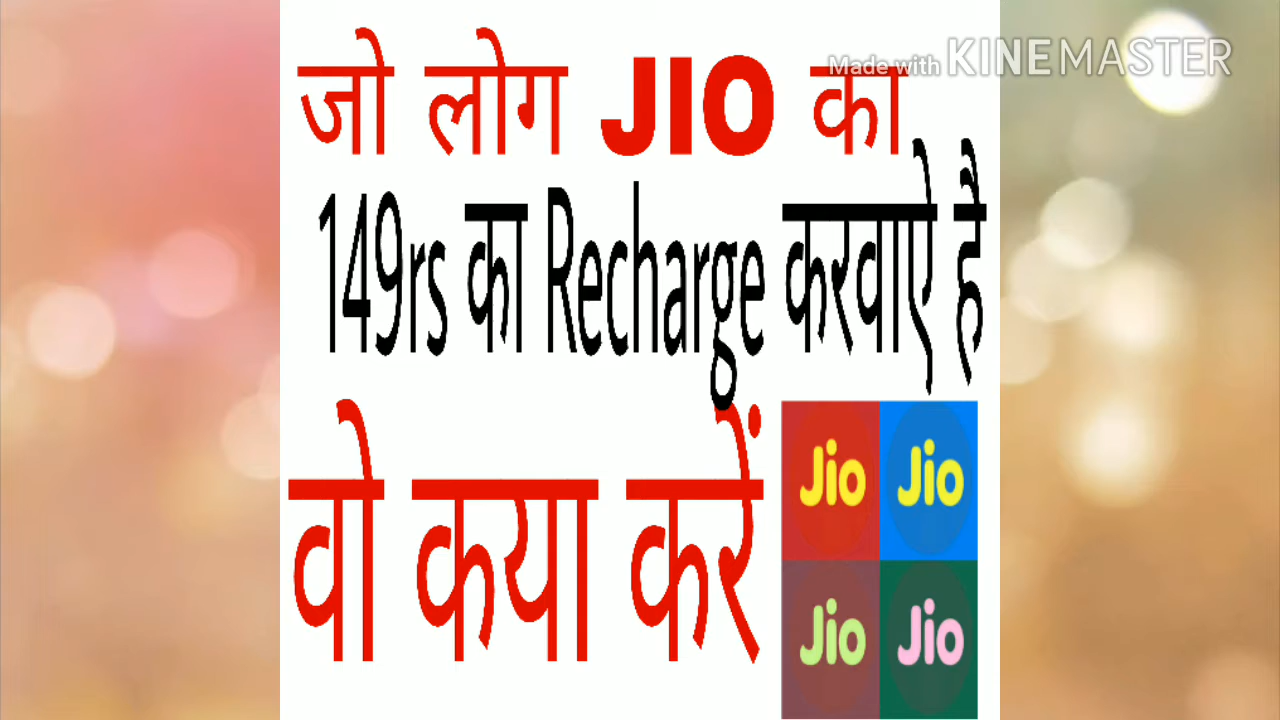 जो लोग JIO का
Made with KINEMASTER
149rs का Recharge करवाऐ है
वो कया करें
Jio Jio
Jio Jio